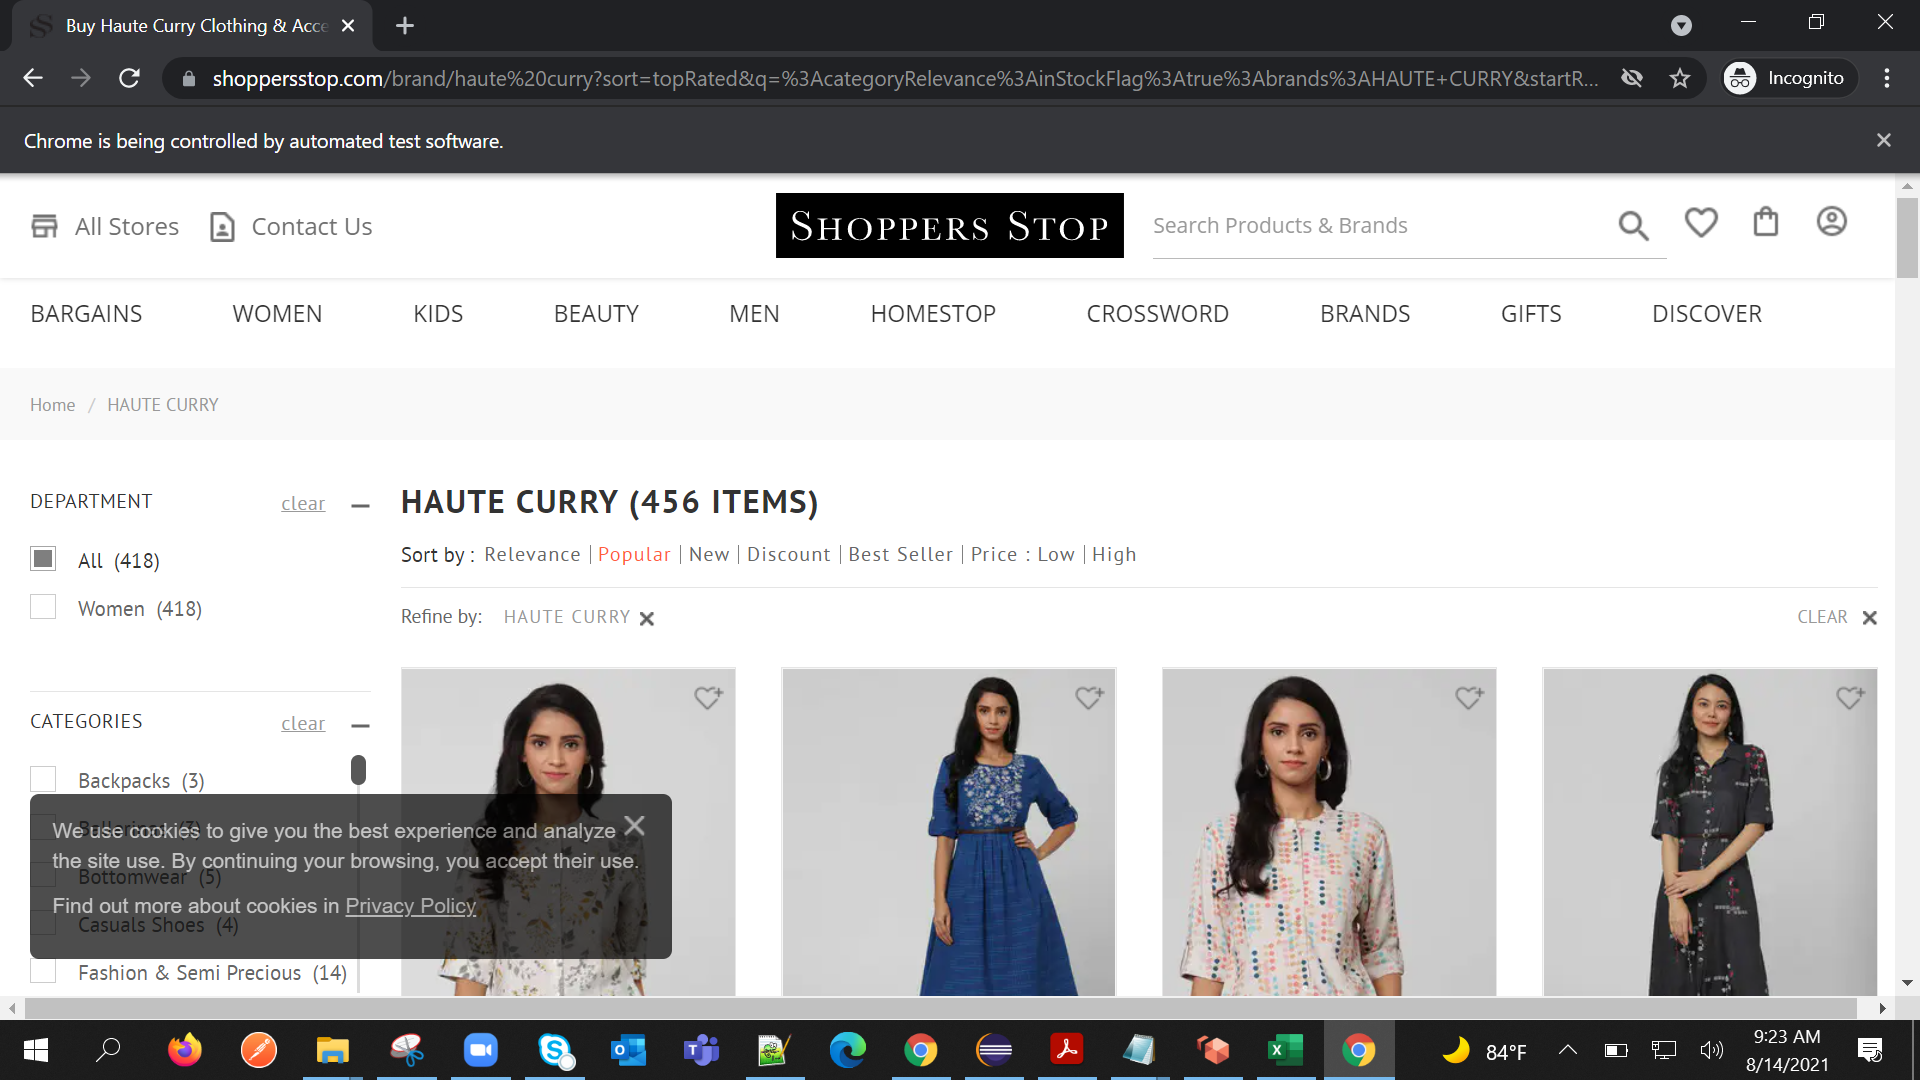 Buy Haute Curry Clothing & Acce
shoppersstop.com/brand/haute%20curry?sort=topRated&q=%3AcategoryRelevance%3AinStockFlag%3Atrue%3Abrands%3AHAUTE+CURRY&startR...
Incognito
Chrome is being controlled by automated test software.
All Stores
Contact Us
SHOPPERS STOP
Search Products & Brands
BARGAINS WOMEN KIDS BEAUTY MEN HOMESTOP CROSSWORD BRANDS GIFTS DISCOVER
Home / HAUTE CURRY
DEPARTMENT clear
All (418)
Women (418)
CATEGORIES clear
Backpacks (3)
Bottomwear (5)
Casuals Shoes (4)
Fashion & Semi Precious (14)
HAUTE CURRY (456 ITEMS)
Sort by : Relevance | Popular | New | Discount | Best Seller | Price : Low | High
Refine by: HAUTE CURRY
CLEAR
We use cookies to give you the best experience and analyze
the site use. By continuing your browsing, you accept their use.
Find out more about cookies in Privacy Policy
84°F
9:23 AM
8/14/2021